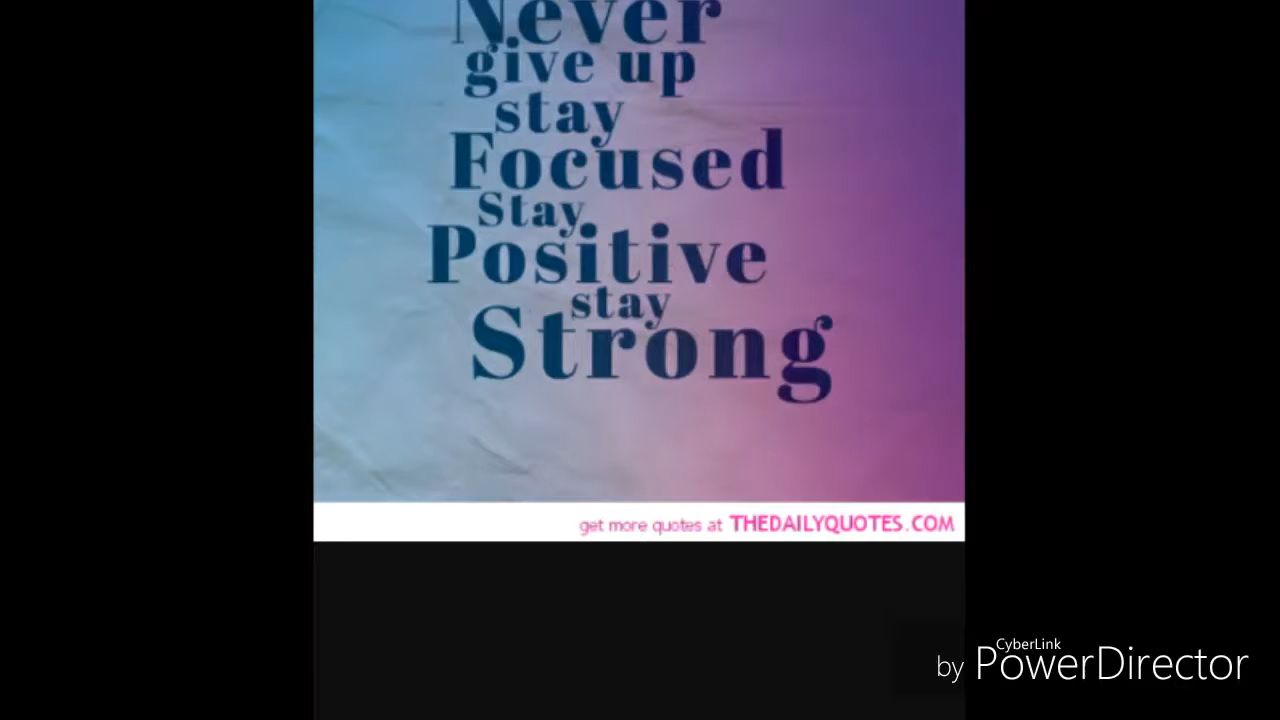 Never
give up
stay
Focused
Stay
Positive
stay
Strong
get more quotes at THEDAILYQUOTES.COM
CyberLink
by PowerDirector